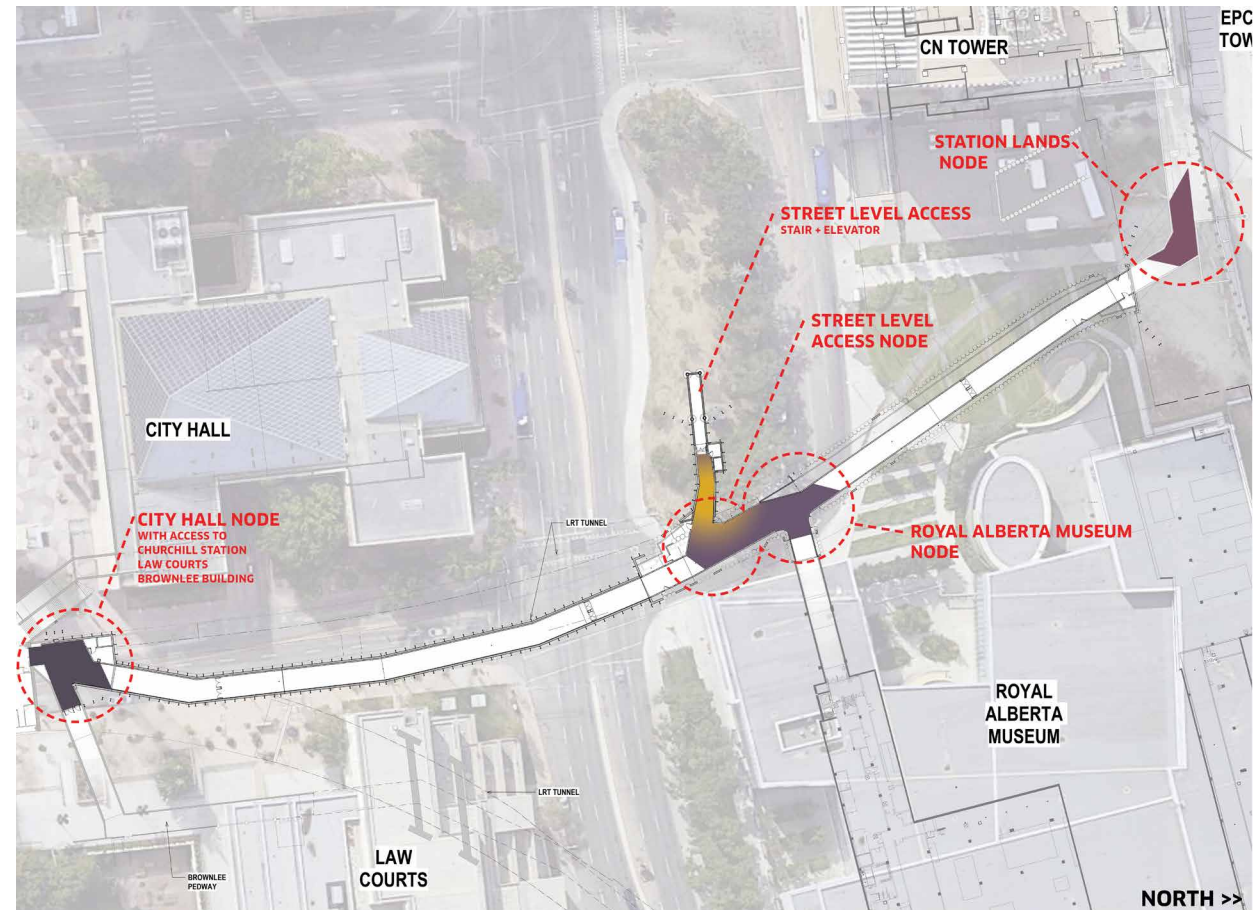 EPC
TOW
CN TOWER
STATION LANDS
NODE
STREET LEVEL ACCESS
STAIR + ELEVATOR
STREET LEVEL
ACCESS NODE
CITY HALL
CITY HALL NODE
WITH ACCESS TO
CHURCHILL STATION
LAW COURTS
BROWNLEE BUILDING
LRT TUNNEL
ROYAL ALBERTA MUSEUM
NODE
ROYAL
ALBERTA
MUSEUM
LRT TUNNEL
LAW
COURTS
BROWNLEE
PEDWAY
NORTH >>